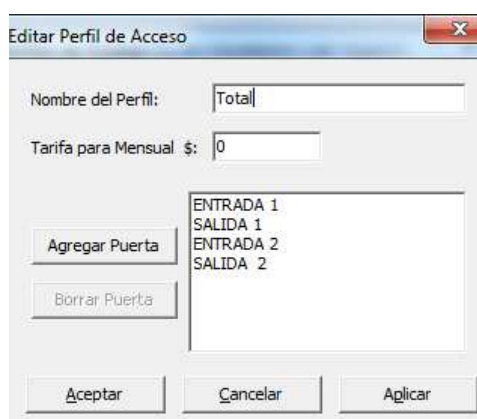 Editar Perfil de Acceso
Nombre del Perfil: Total
Tarifa para Mensual $: 0
ENTRADA 1
SALIDA 1
ENTRADA 2
SALIDA 2
Agregar Puerta
Borrar Puerta
Aceptar Cancelar Aplicar